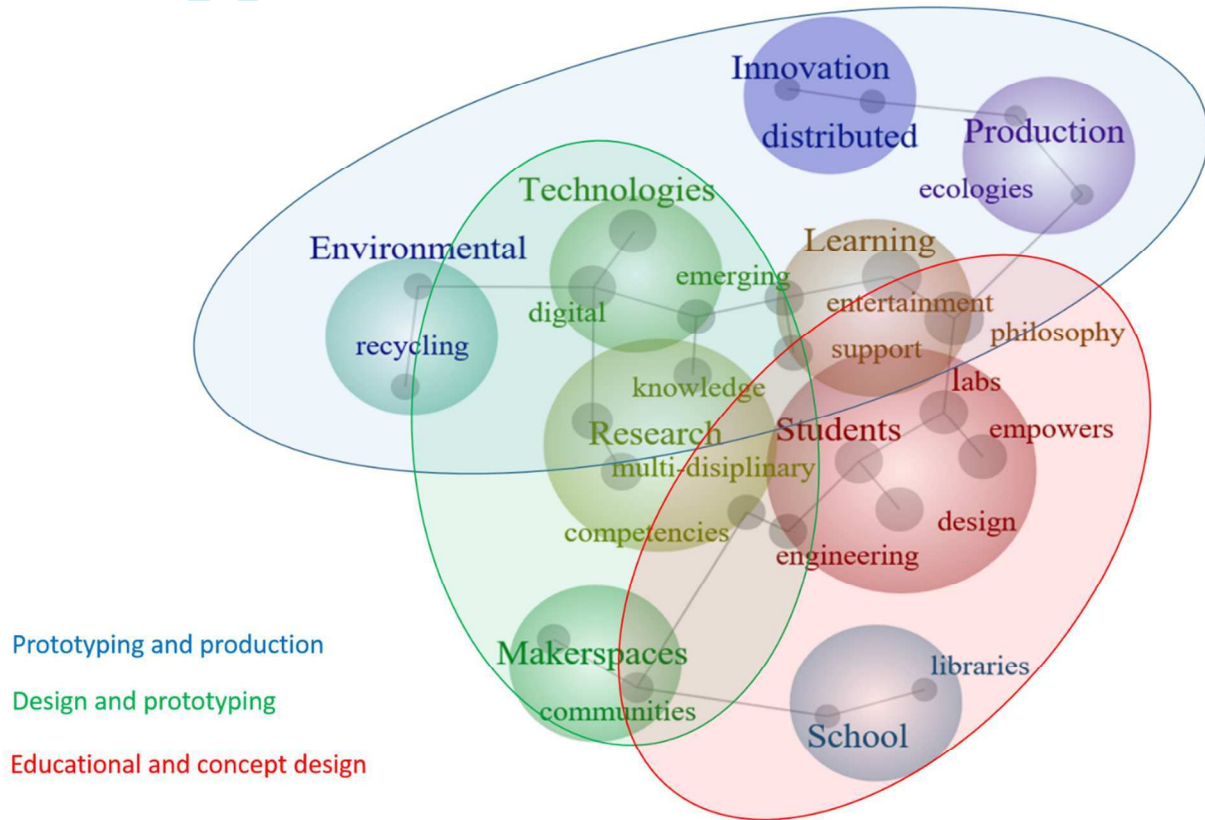 Innovation
distributed
Production
ecologies
Technologies
Environmental
Learning
emerging
digital
entertainment
philosophy
recycling
support
knowledge
labs
Research
Students
empowers
multi-disiplinary
competencies
design
engineering
Makerspaces
communities
libraries
School
Prototyping and production
Design and prototyping
Educational and concept design